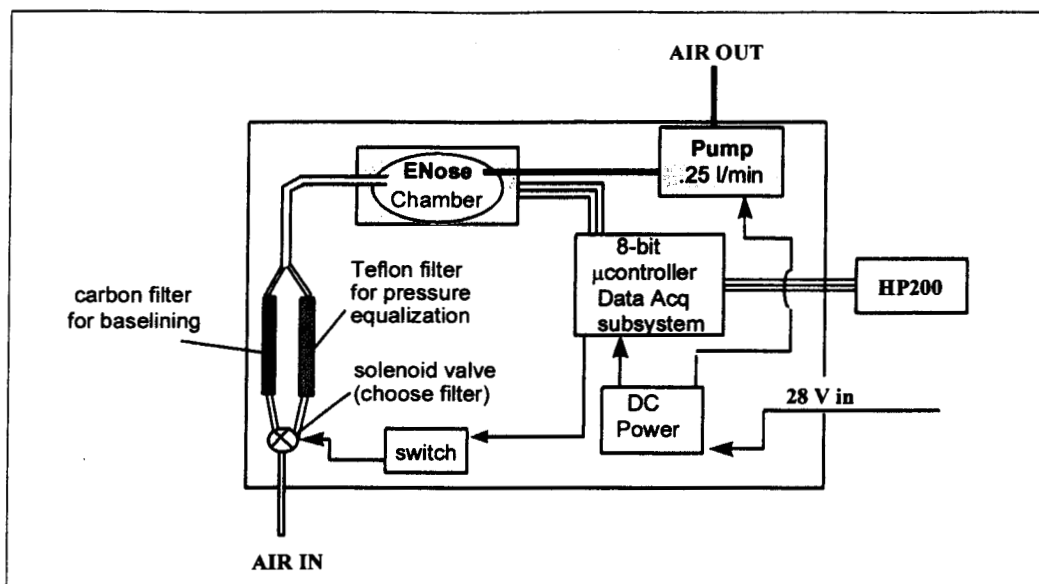 AIR OUT
Pump
.25 l/min
ENose
Chamber
8-bit
μcontroller
Data Acq
subsystem
HP200
carbon filter
for baselining
Teflon filter
for pressure
equalization
solenoid valve
(choose filter)
28 V in
DC
Power
switch
AIR IN